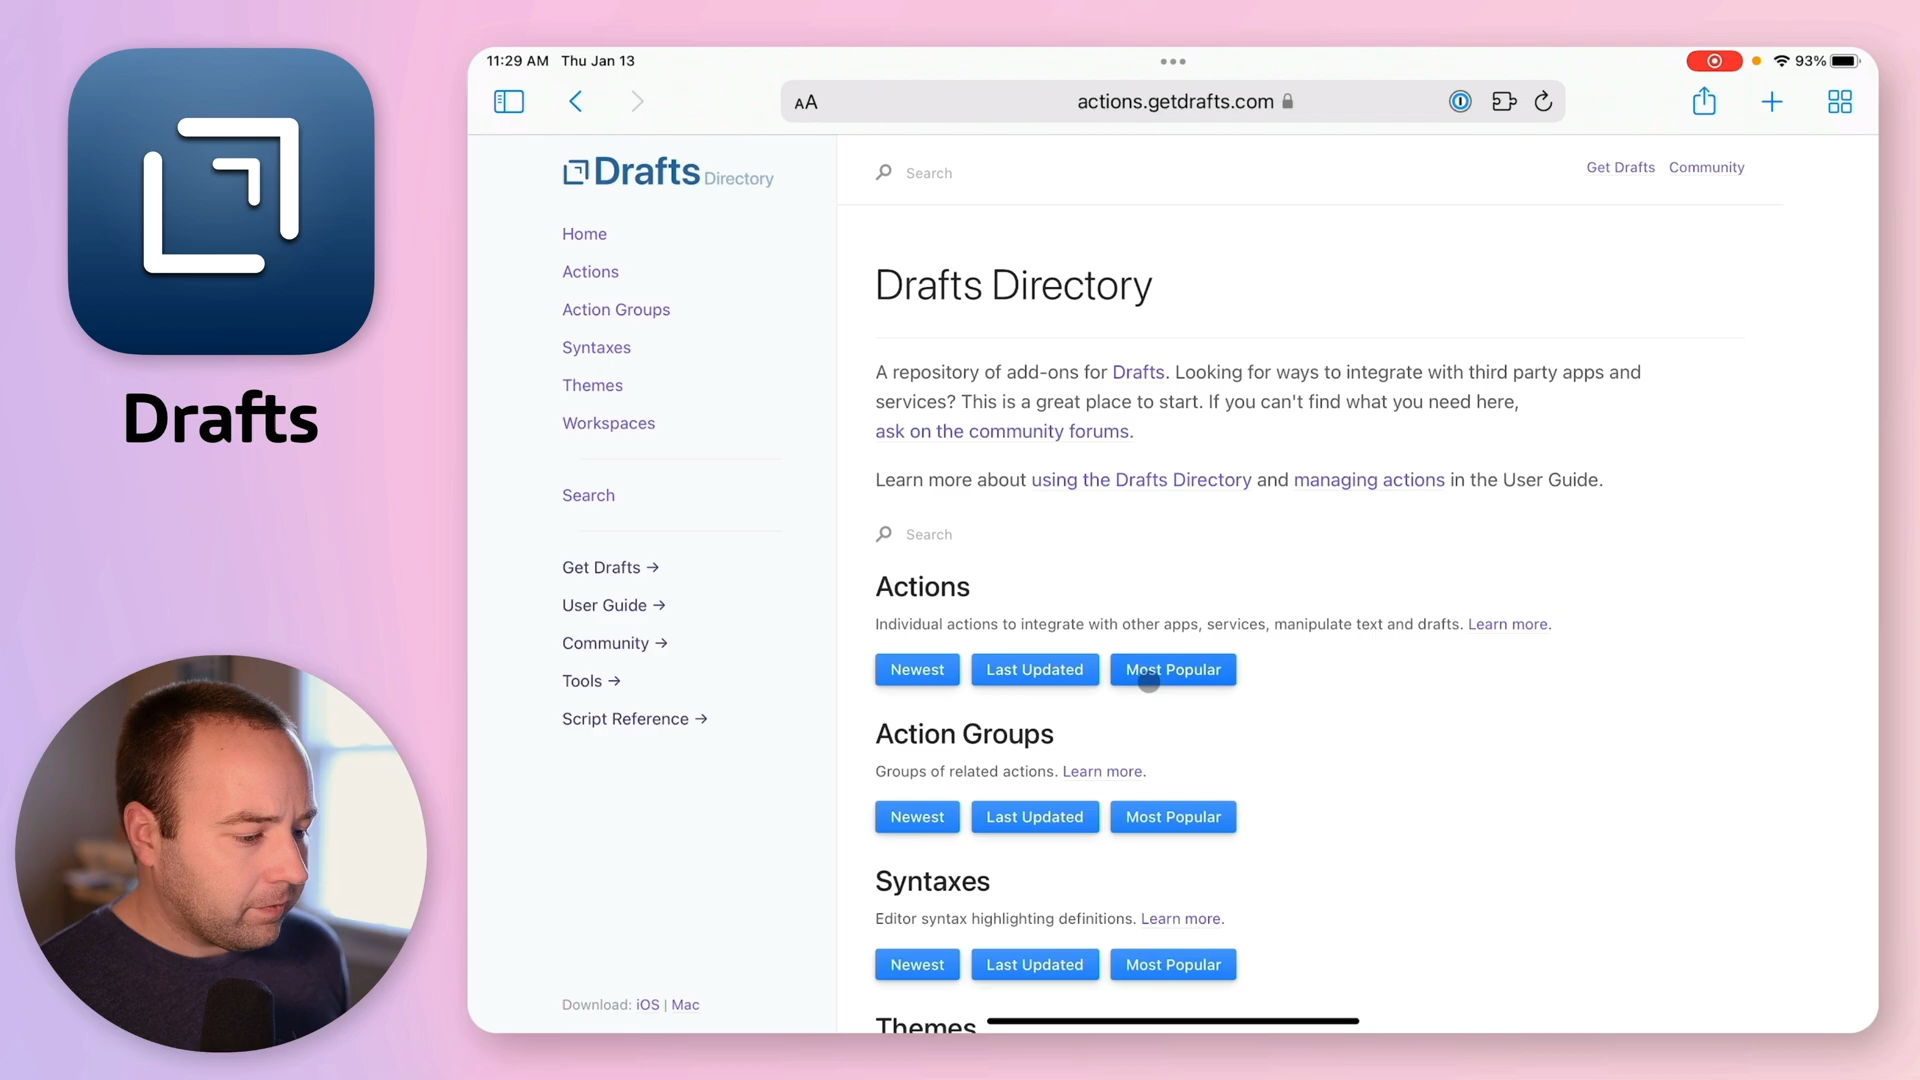 Drafts
11:29 AM Thu Jan 13
93%
AA
actions.getdrafts.com
Drafts Directory
Home
Actions
Action Groups
Syntaxes
Themes
Workspaces
Search
Get Drafts →
User Guide →
Community →
Tools →
Script Reference →
Download: iOS | Mac
Search
Get Drafts Community
Drafts Directory
A repository of add-ons for Drafts. Looking for ways to integrate with third party apps and
services? This is a great place to start. If you can't find what you need here,
ask on the community forums.
Learn more about using the Drafts Directory and managing actions in the User Guide.
Search
Actions
Individual actions to integrate with other apps, services, manipulate text and drafts. Learn more.
Newest Last Updated Most Popular
Action Groups
Groups of related actions. Learn more.
Newest Last Updated Most Popular
Syntaxes
Editor syntax highlighting definitions. Learn more.
Newest Last Updated Most Popular
Themes